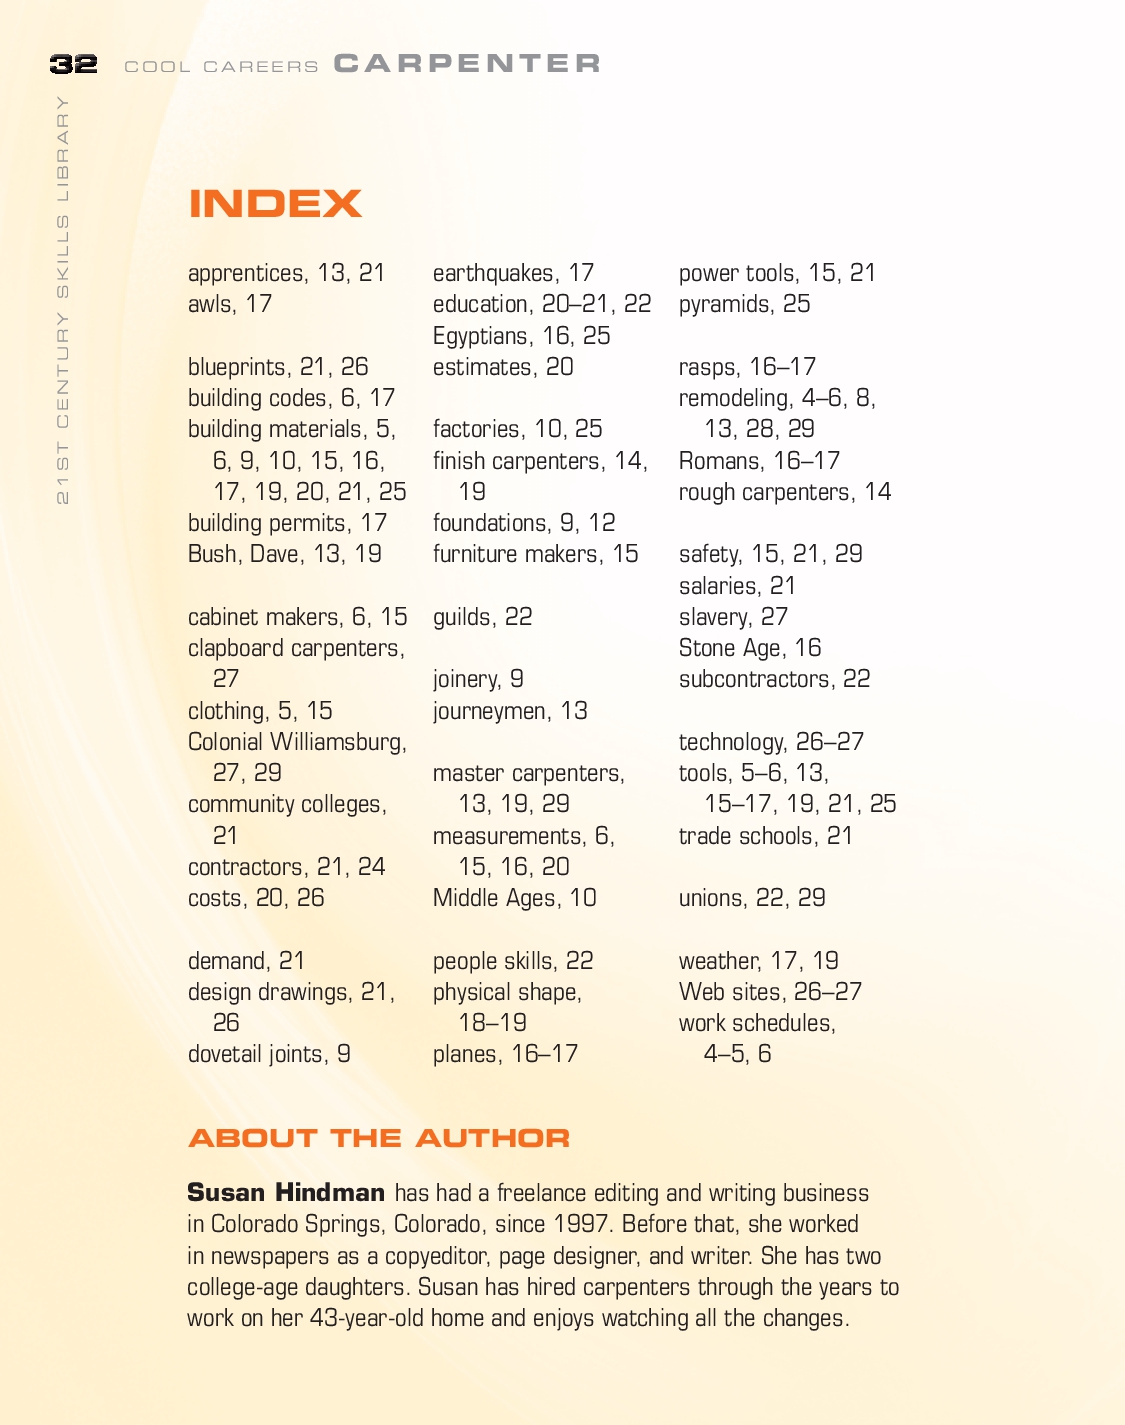 32 COOL CAREERS CARPENTER
21ST CENTURY SKILLS LIBRARY
INDEX
apprentices, 13, 21
awls, 17
blueprints, 21, 26
building codes, 6, 17
building materials, 5,
6, 9, 10, 15, 16,
17, 19, 20, 21, 25
building permits, 17
Bush, Dave, 13, 19
cabinet makers, 6, 15
clapboard carpenters,
27
clothing, 5, 15
Colonial Williamsburg,
27, 29
community colleges,
21
contractors, 21, 24
costs, 20, 26
demand, 21
design drawings, 21,
26
dovetail joints, 9
earthquakes, 17
education, 20–21, 22
Egyptians, 16, 25
estimates, 20
factories, 10, 25
finish carpenters, 14,
19
foundations, 9, 12
furniture makers, 15
guilds, 22
joinery, 9
journeymen, 13
master carpenters,
13, 19, 29
measurements, 6,
15, 16, 20
Middle Ages, 10
people skills, 22
physical shape,
18–19
planes, 16–17
power tools, 15, 21
pyramids, 25
rasps, 16–17
remodeling, 4–6, 8,
13, 28, 29
Romans, 16–17
rough carpenters, 14
safety, 15, 21, 29
salaries, 21
slavery, 27
Stone Age, 16
subcontractors, 22
technology, 26–27
tools, 5–6, 13,
15–17, 19, 21, 25
trade schools, 21
unions, 22, 29
weather, 17, 19
Web sites, 26–27
work schedules,
4–5, 6
ABOUT THE AUTHOR
Susan Hindman has had a freelance editing and writing business
in Colorado Springs, Colorado, since 1997. Before that, she worked
in newspapers as a copyeditor, page designer, and writer. She has two
college-age daughters. Susan has hired carpenters through the years to
work on her 43-year-old home and enjoys watching all the changes.